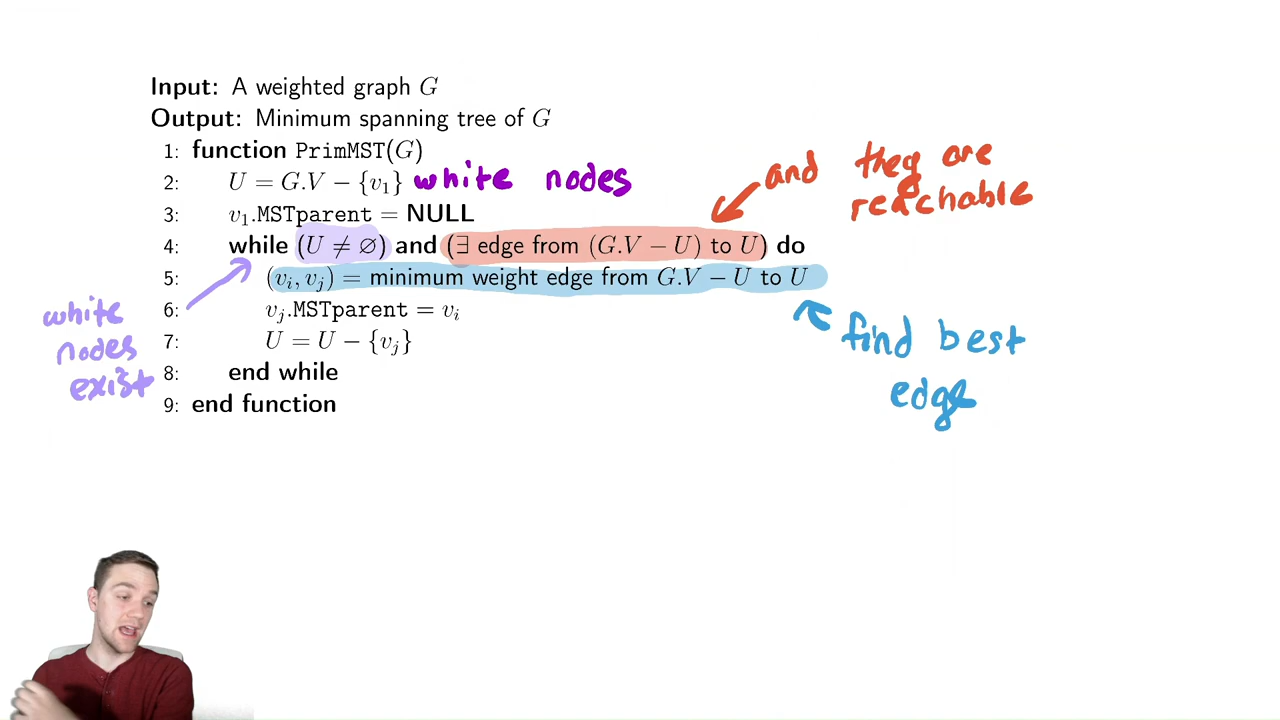 Input: A weighted graph G
Output: Minimum spanning tree of G
1: function PrimMST(G)
2: U = G.V − {v₁} white nodes
3: v₁.MSTparent = NULL
4: while (U ≠ ∅) and (∃ edge from (G.V − U) to U) do
5: (vᵢ, vⱼ) = minimum weight edge from G.V − U to U
6: vⱼ.MSTparent = vᵢ
7: U = U − {vⱼ}
8: end while
9: end function
and they are
reachable
white
nodes
exist
find best
edge